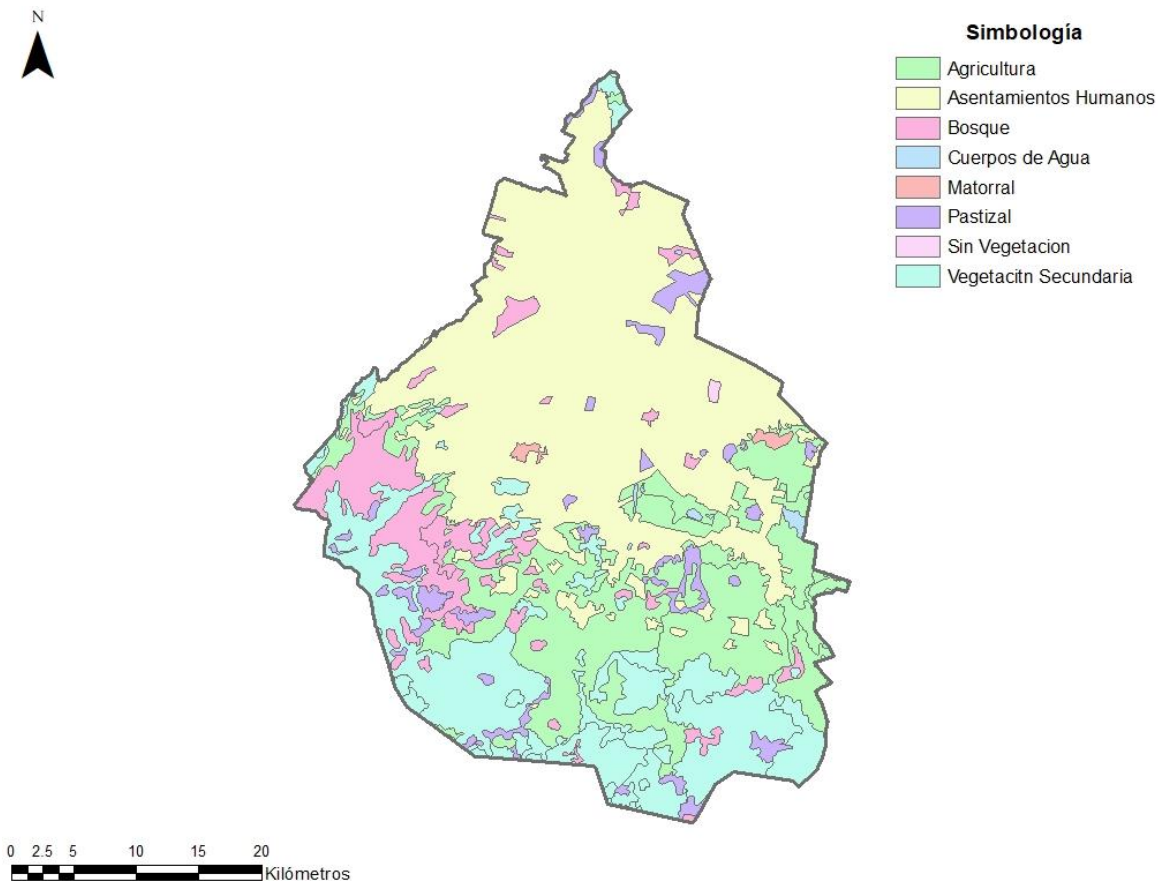 N
Simbología
Agricultura
Asentamientos Humanos
Bosque
Cuerpos de Agua
Matorral
Pastizal
Sin Vegetacion
Vegetacitn Secundaria
0 2.5 5 10 15 20
Kilómetros